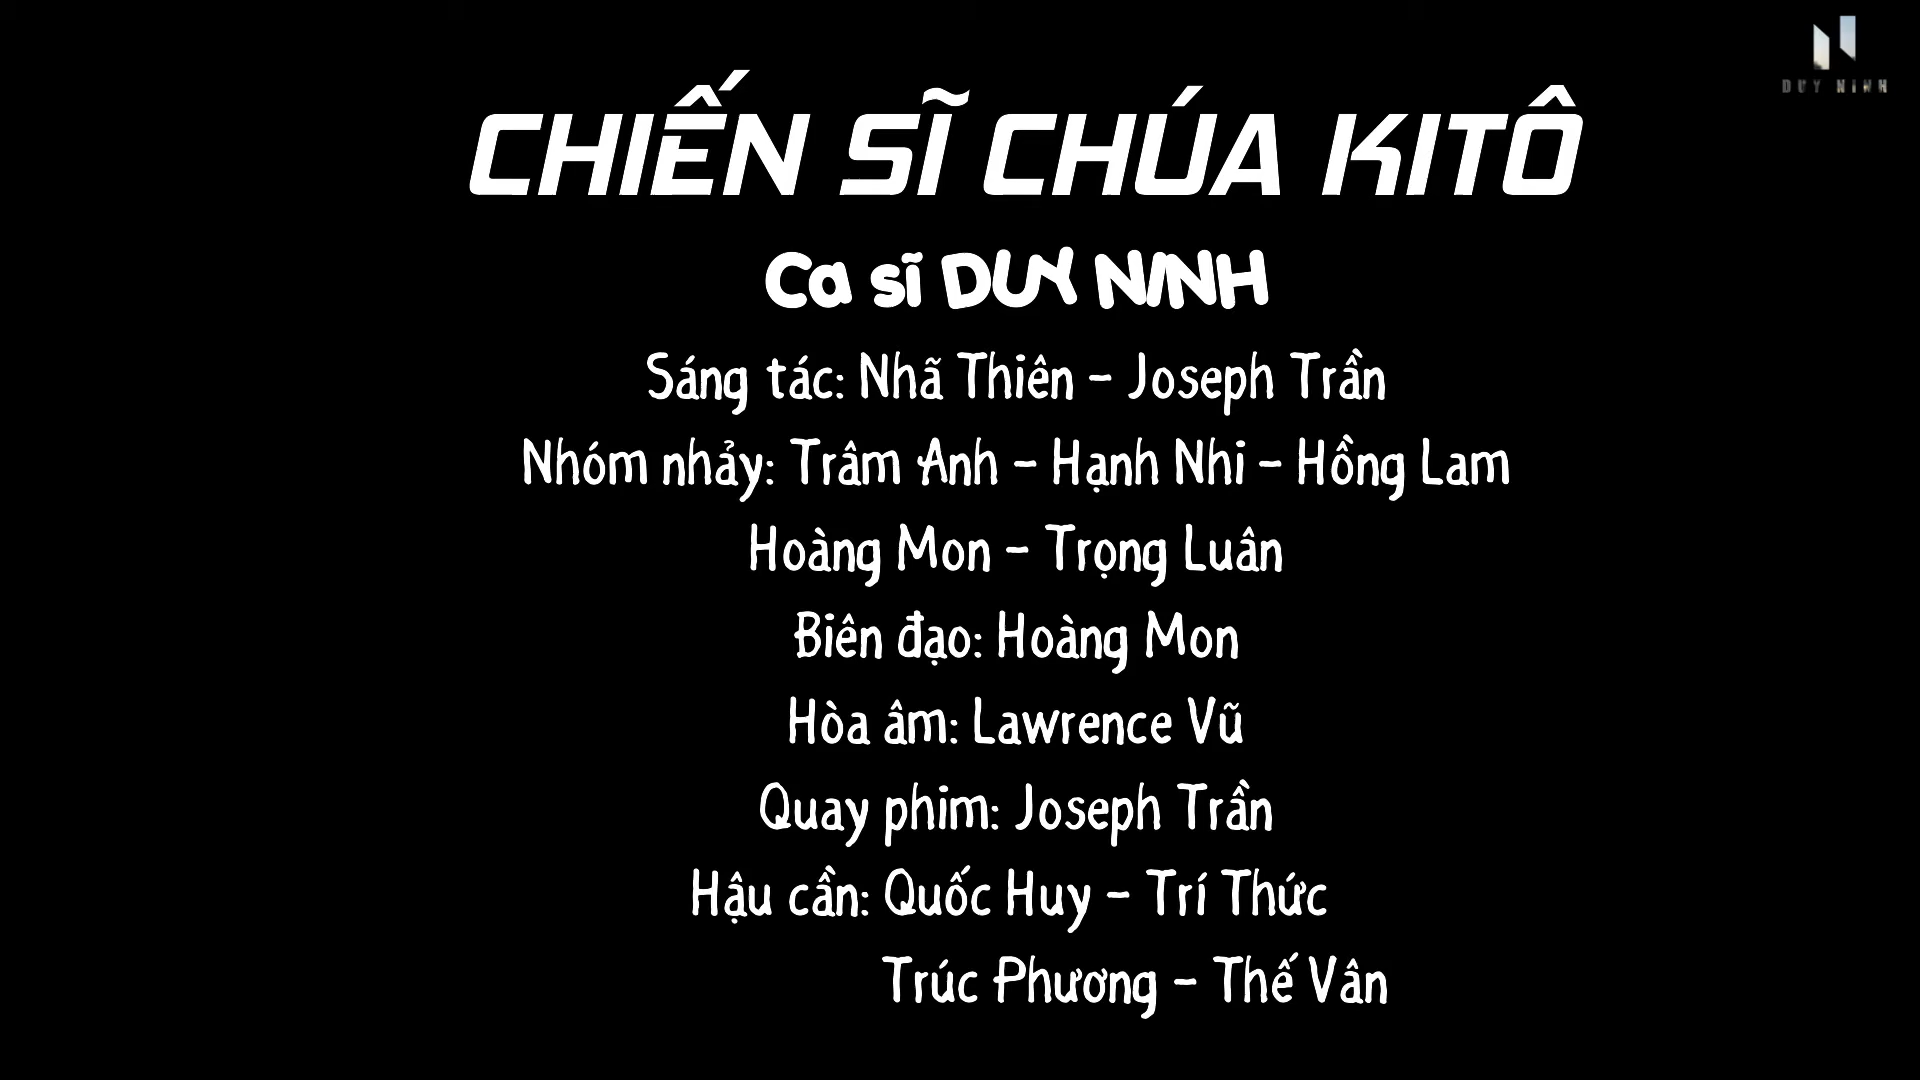 DUY NINH
CHIẾN SĨ CHÚA KITÔ
Ca sĩ DUY NINH
Sáng tác: Nhã Thiên - Joseph Trần
Nhóm nhảy: Trâm Anh - Hạnh Nhi - Hồng Lam
Hoàng Mon - Trọng Luân
Biên đạo: Hoàng Mon
Hòa âm: Lawrence Vũ
Quay phim: Joseph Trần
Hậu cần: Quốc Huy - Trí Thức
Trúc Phương - Thế Vân